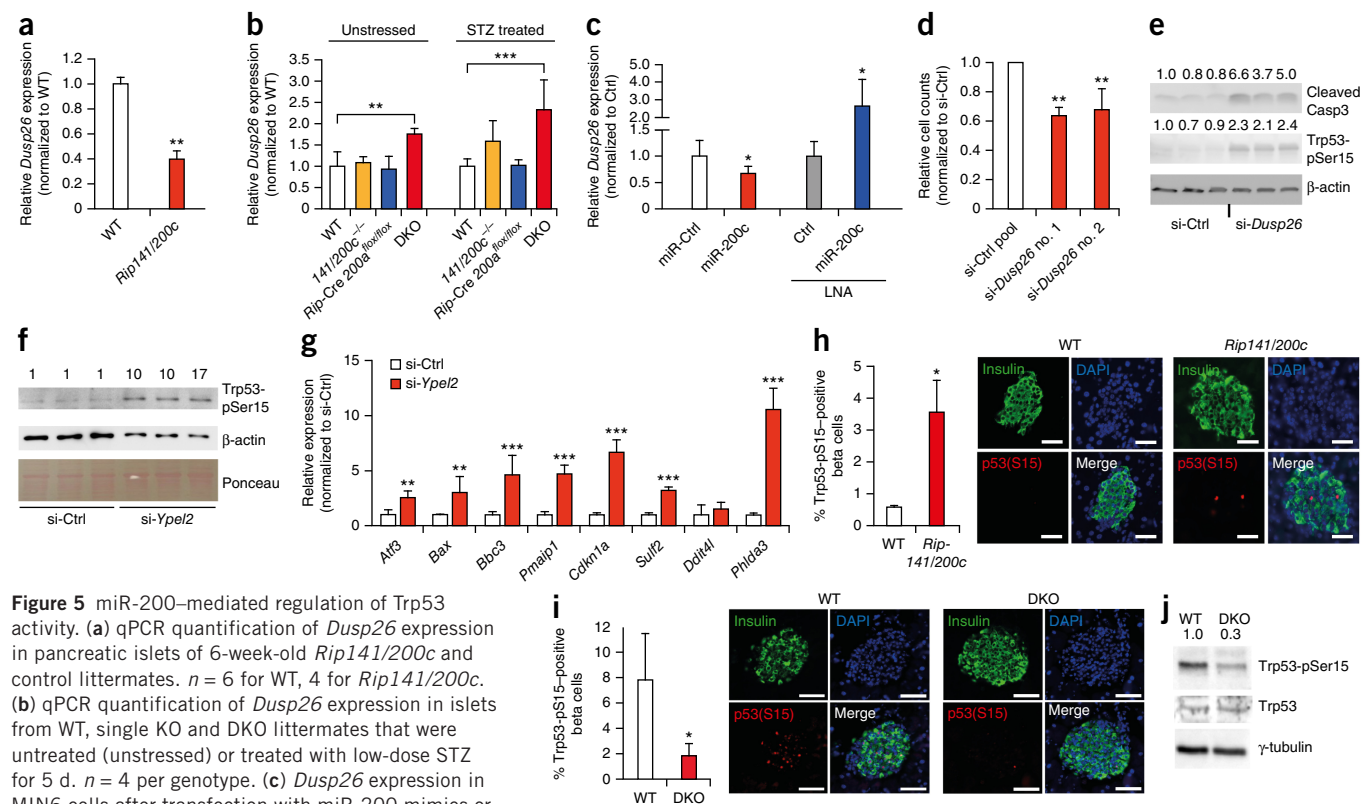 a
Relative Dusp26 expression
(normalized to WT)
1.2
1.0
0.8
0.6
0.4
0.2
0
**
WT
Rip141/200c
b
Unstressed
STZ treated
Relative Dusp26 expression
(normalized to WT)
3.5
3.0
2.5
2.0
1.5
1.0
0.5
0
**
***
WT
141/200c–/–
Rip-Cre 200a flox/flox
DKO
WT
141/200c–/–
Rip-Cre 200a flox/flox
DKO
c
Relative Dusp26 expression
(normalized to Ctrl)
5.0
4.0
3.0
2.0
1.5
1.0
0.5
0
*
*
miR-Ctrl
miR-200c
Ctrl
miR-200c
LNA
d
Relative cell counts
(normalized to si-Ctrl)
1.0
0.8
0.6
0.4
0.2
0
**
**
si-Ctrl pool
si-Dusp26 no. 1
si-Dusp26 no. 2
e
1.0 0.8 0.8 6.6 3.7 5.0
Cleaved
Casp3
1.0 0.7 0.9 2.3 2.1 2.4
Trp53-
pSer15
β-actin
si-Ctrl
si-Dusp26
f
1 1 1 10 10 17
Trp53-
pSer15
β-actin
Ponceau
si-Ctrl
si-Ypel2
g
Relative expression
(normalized to si-Ctrl)
15
10
5
0
si-Ctrl
si-Ypel2
**
**
***
***
***
***
***
Atf3
Bax
Bbc3
Pmaip1
Cdkn1a
Sulf2
Ddit4l
Phlda3
h
% Trp53-pS15–positive
beta cells
5
4
3
2
1
0
*
WT
Rip-
141/200c
WT
Rip141/200c
Insulin
DAPI
Insulin
DAPI
p53(S15)
Merge
p53(S15)
Merge
Figure 5 miR-200–mediated regulation of Trp53
activity. (a) qPCR quantification of Dusp26 expression
in pancreatic islets of 6-week-old Rip141/200c and
control littermates. n = 6 for WT, 4 for Rip141/200c.
(b) qPCR quantification of Dusp26 expression in islets
from WT, single KO and DKO littermates that were
untreated (unstressed) or treated with low-dose STZ
for 5 d. n = 4 per genotype. (c) Dusp26 expression in
MIN6 cells after transfection with miR-200 mimics or
i
% Trp53-pS15–positive
beta cells
12
10
8
6
4
2
0
*
WT
DKO
WT
DKO
Insulin
DAPI
Insulin
DAPI
p53(S15)
Merge
p53(S15)
Merge
j
WT DKO
1.0 0.3
Trp53-pSer15
Trp53
γ-tubulin